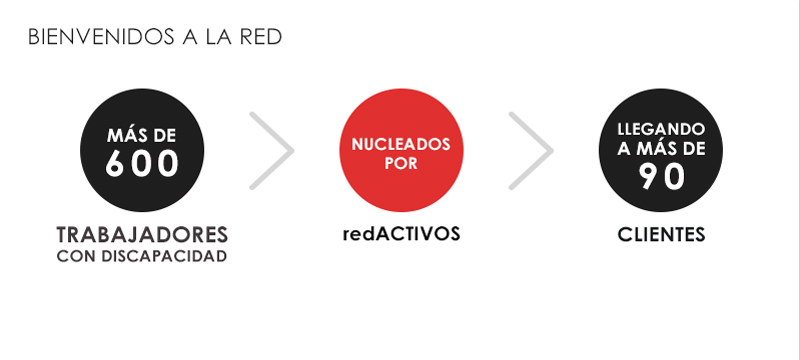 BIENVENIDOS A LA RED
MÁS DE
600
TRABAJADORES
CON DISCAPACIDAD
NUCLEADOS
POR
redACTIVOS
LLEGANDO
A MÁS DE
90
CLIENTES